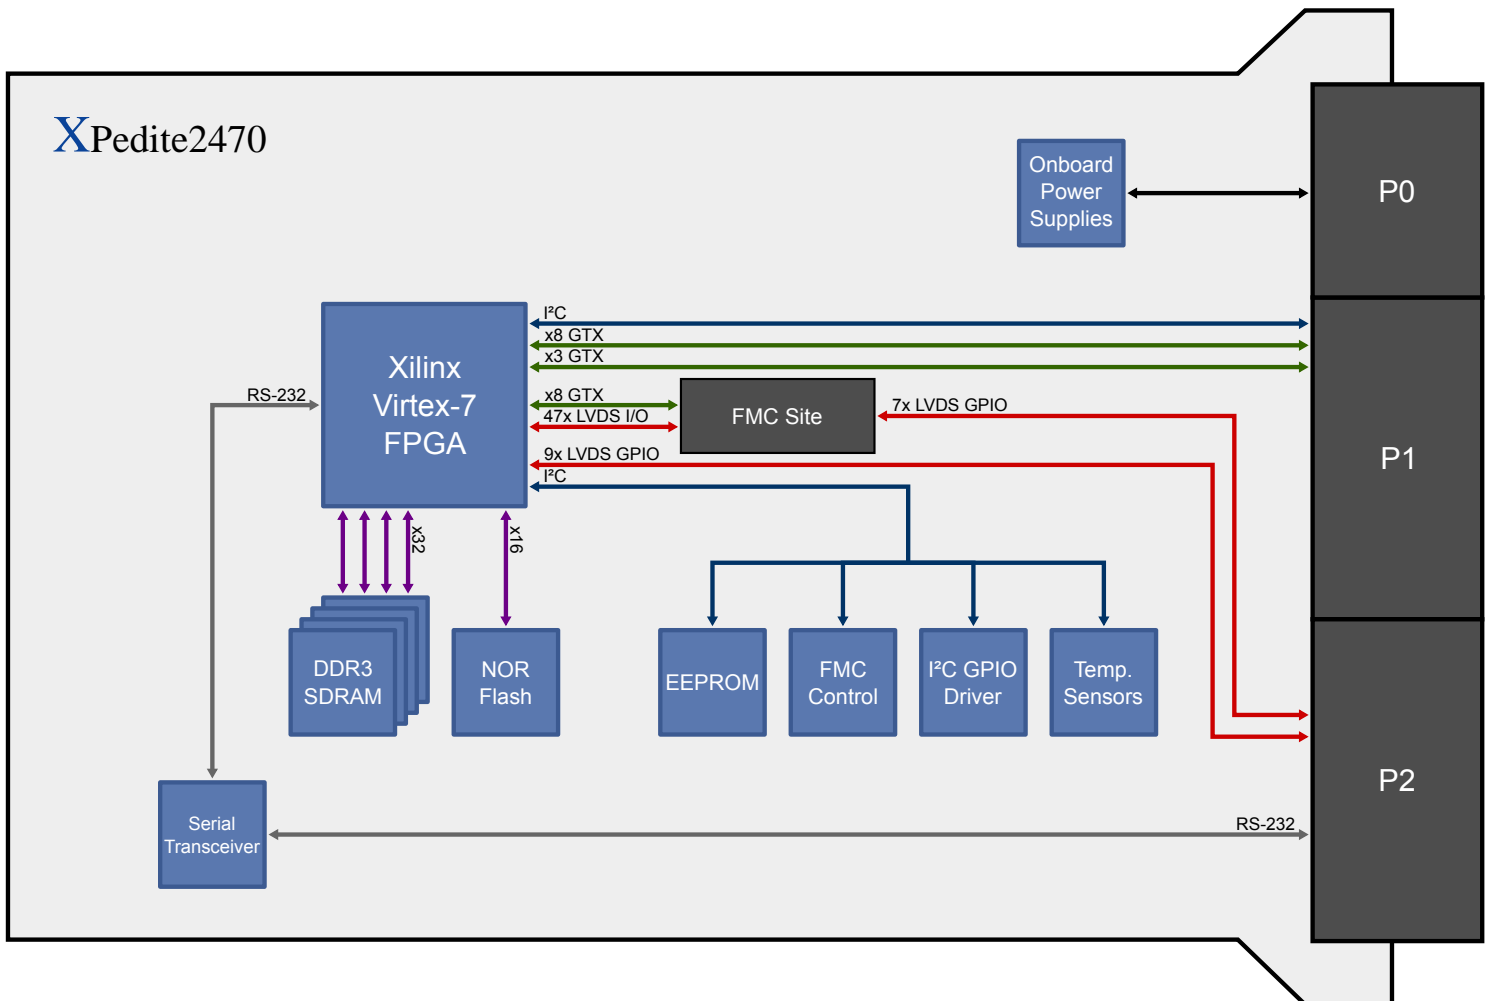 XPedite2470
Onboard
Power
Supplies
P0
I²C
x8 GTX
x3 GTX
Xilinx
Virtex-7
FPGA
RS-232
x8 GTX
47x LVDS I/O
FMC Site
7x LVDS GPIO
9x LVDS GPIO
I²C
P1
x32
x16
DDR3
SDRAM
NOR
Flash
EEPROM
FMC
Control
I²C GPIO
Driver
Temp.
Sensors
P2
Serial
Transceiver
RS-232